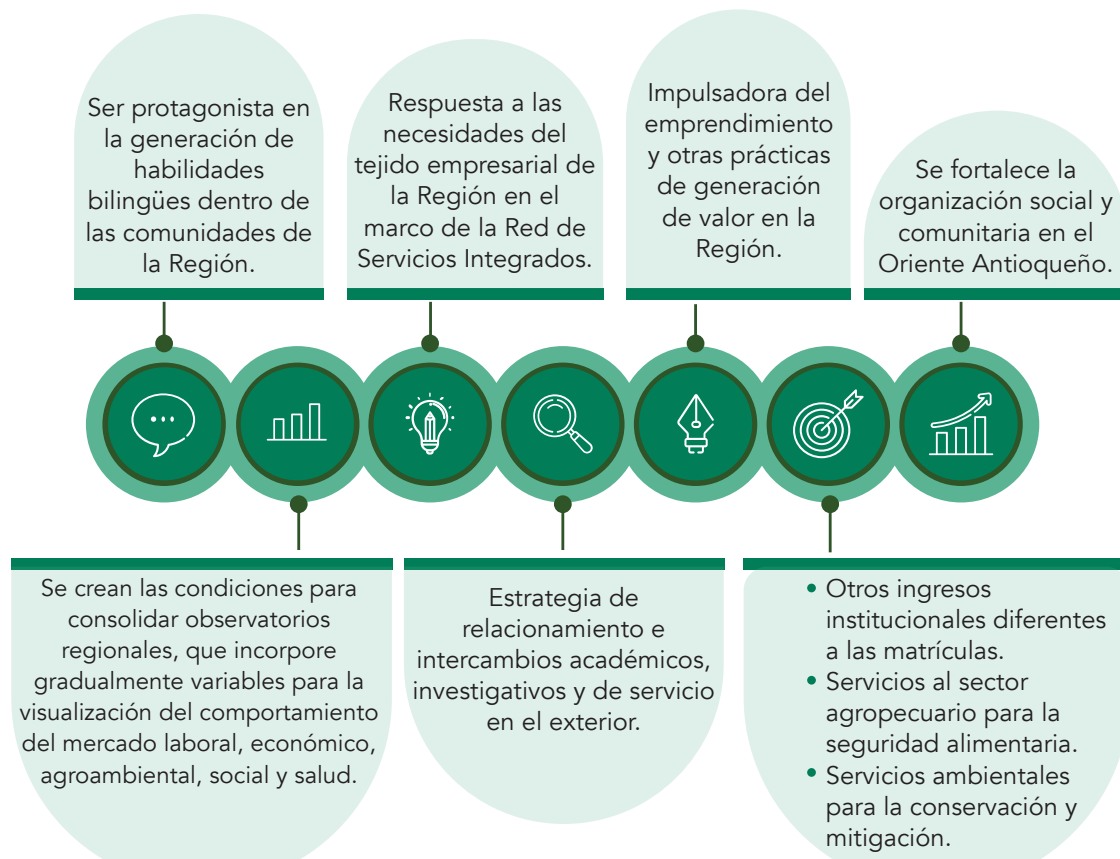 Ser protagonista en
la generación de
habilidades
bilingües dentro de
las comunidades de
la Región.
Respuesta a las
necesidades del
tejido empresarial de
la Región en el
marco de la Red de
Servicios Integrados.
Impulsadora del
emprendimiento
y otras prácticas
de generación
de valor en la
Región.
Se fortalece la
organización social y
comunitaria en el
Oriente Antioqueño.
Se crean las condiciones para
consolidar observatorios
regionales, que incorpore
gradualmente variables para la
visualización del comportamiento
del mercado laboral, económico,
agroambiental, social y salud.
Estrategia de
relacionamiento e
intercambios académicos,
investigativos y de servicio
en el exterior.
• Otros ingresos
institucionales diferentes
a las matrículas.
• Servicios al sector
agropecuario para la
seguridad alimentaria.
• Servicios ambientales
para la conservación y
mitigación.